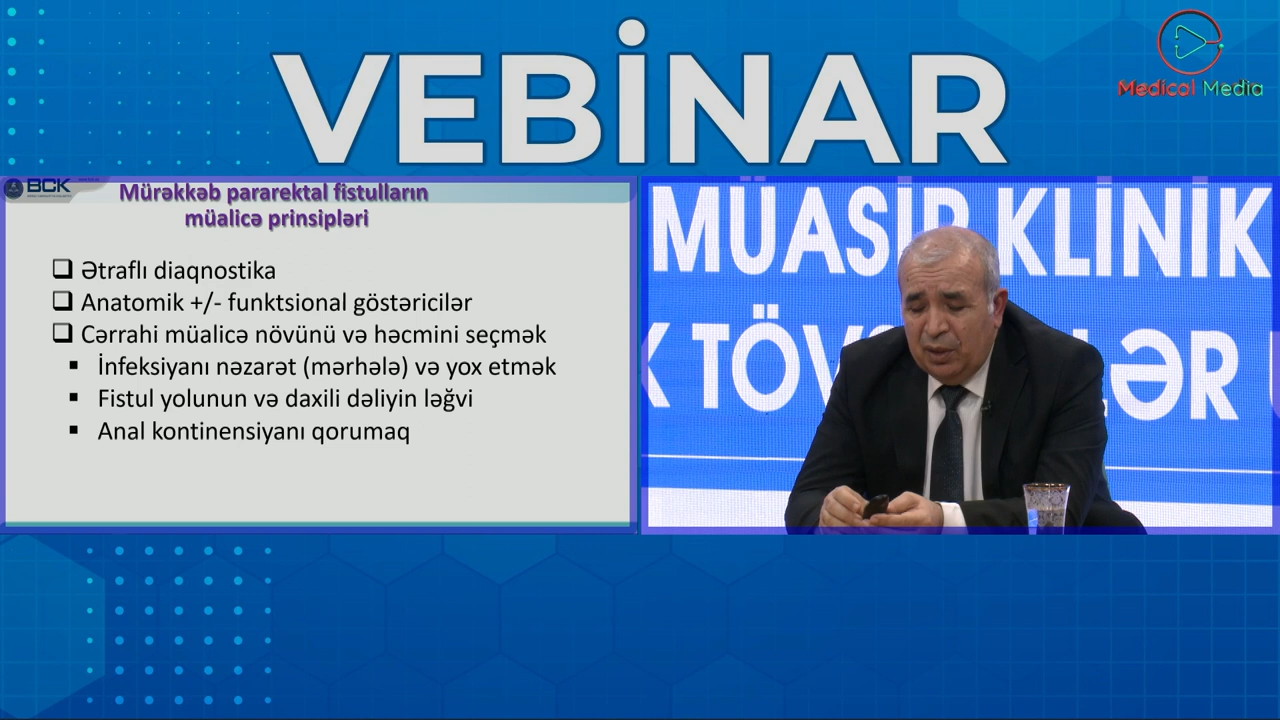 VEBİNAR
Medical Media
BCK
Mürəkkəb pararektal fistulların
müalicə prinsipləri
❑ Ətraflı diaqnostika
❑ Anatomik +/- funktsional göstəricilər
❑ Cərrahi müalicə növünü və həcmini seçmək
▪ İnfeksiyanı nəzarət (mərhələ) və yox etmək
▪ Fistul yolunun və daxili dəliyin ləğvi
▪ Anal kontinensiyanı qorumaq
MÜASİR KLİNİK
K TÖV LƏR